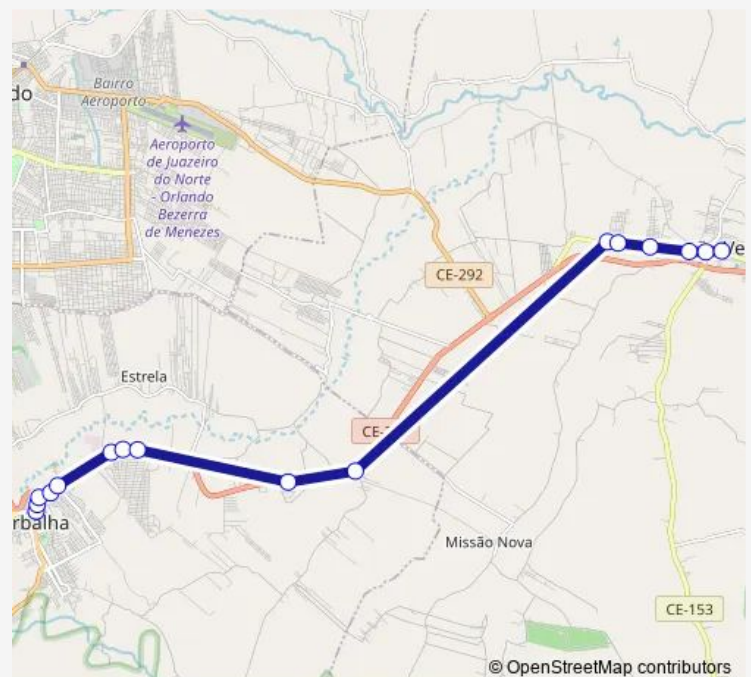 do
Bairro
Aeroporto
Aeroporto
de Juazeiro
do Norte
- Orlando
Bezerra
de Menezes
CE-292
Ve
Estrela
CE-
rbalha
Missão Nova
CE-153
© OpenStreetMap contributors